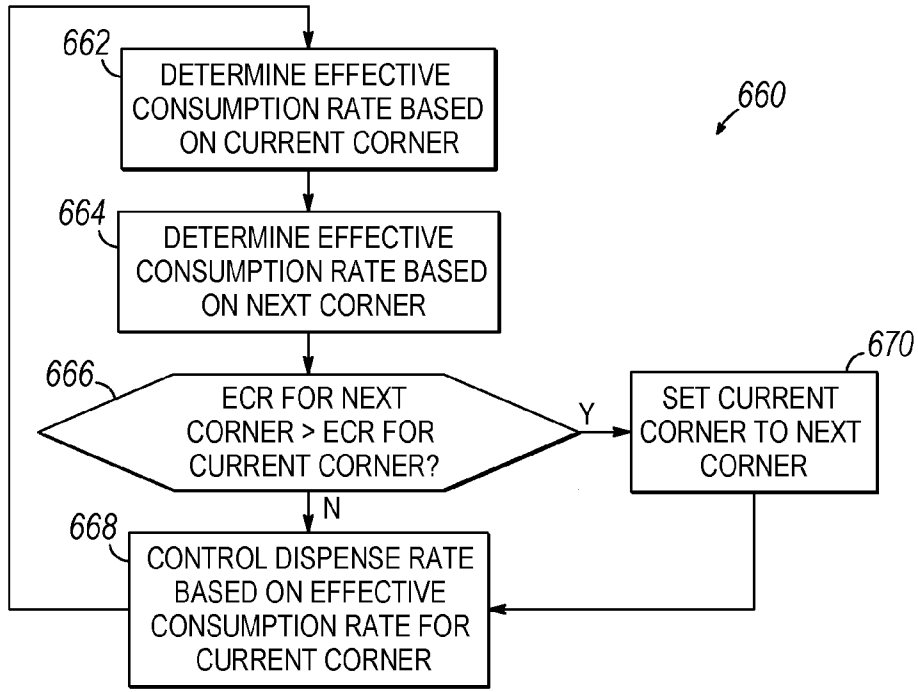 662
DETERMINE EFFECTIVE
CONSUMPTION RATE BASED
ON CURRENT CORNER
660
664
DETERMINE EFFECTIVE
CONSUMPTION RATE BASED
ON NEXT CORNER
666
ECR FOR NEXT
CORNER > ECR FOR
CURRENT CORNER?
Y
670
SET CURRENT
CORNER TO NEXT
CORNER
N
668
CONTROL DISPENSE RATE
BASED ON EFFECTIVE
CONSUMPTION RATE FOR
CURRENT CORNER